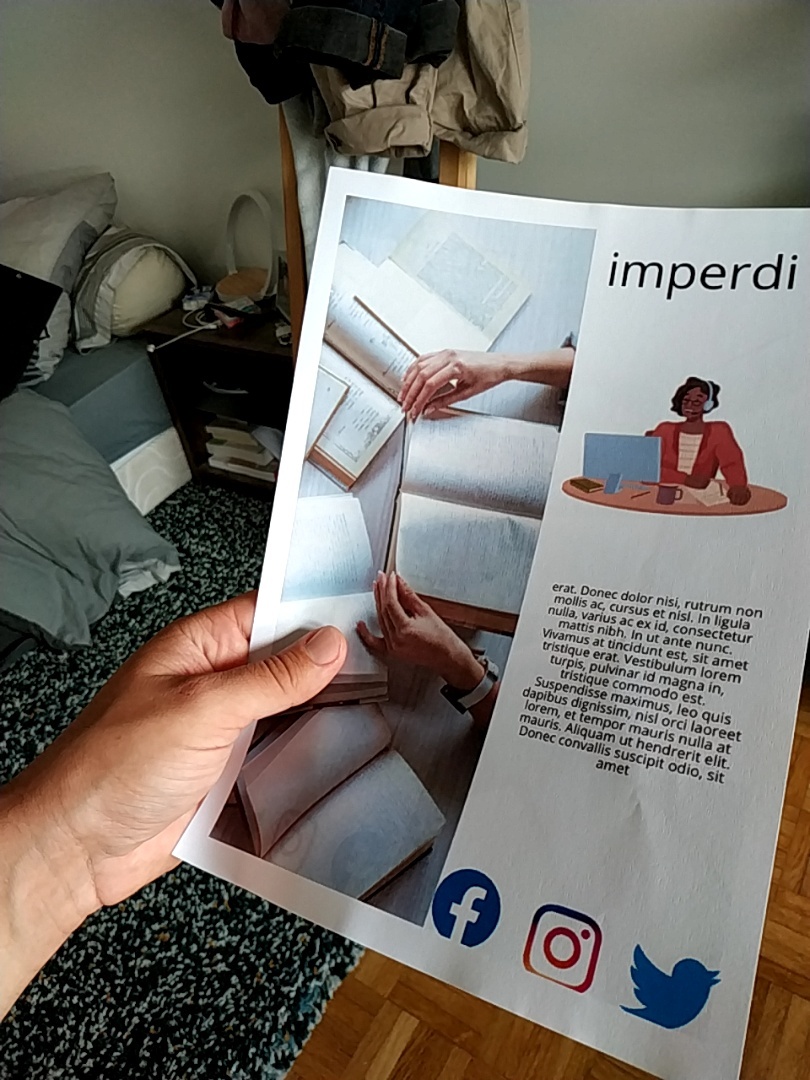 imperdi
erat. Donec dolor nisi, rutrum non
mollis ac, cursus et nisl. In ligula
nulla, varius ac ex id, consectetur
mattis nibh. In ut ante nunc.
Vivamus at tincidunt est, sit amet
tristique erat. Vestibulum lorem
turpis, pulvinar id magna in,
tristique commodo est.
Suspendisse maximus, leo quis
dapibus dignissim, nisl orci laoreet
lorem, et tempor mauris nulla at
mauris. Aliquam ut hendrerit elit.
Donec convallis suscipit odio, sit
amet